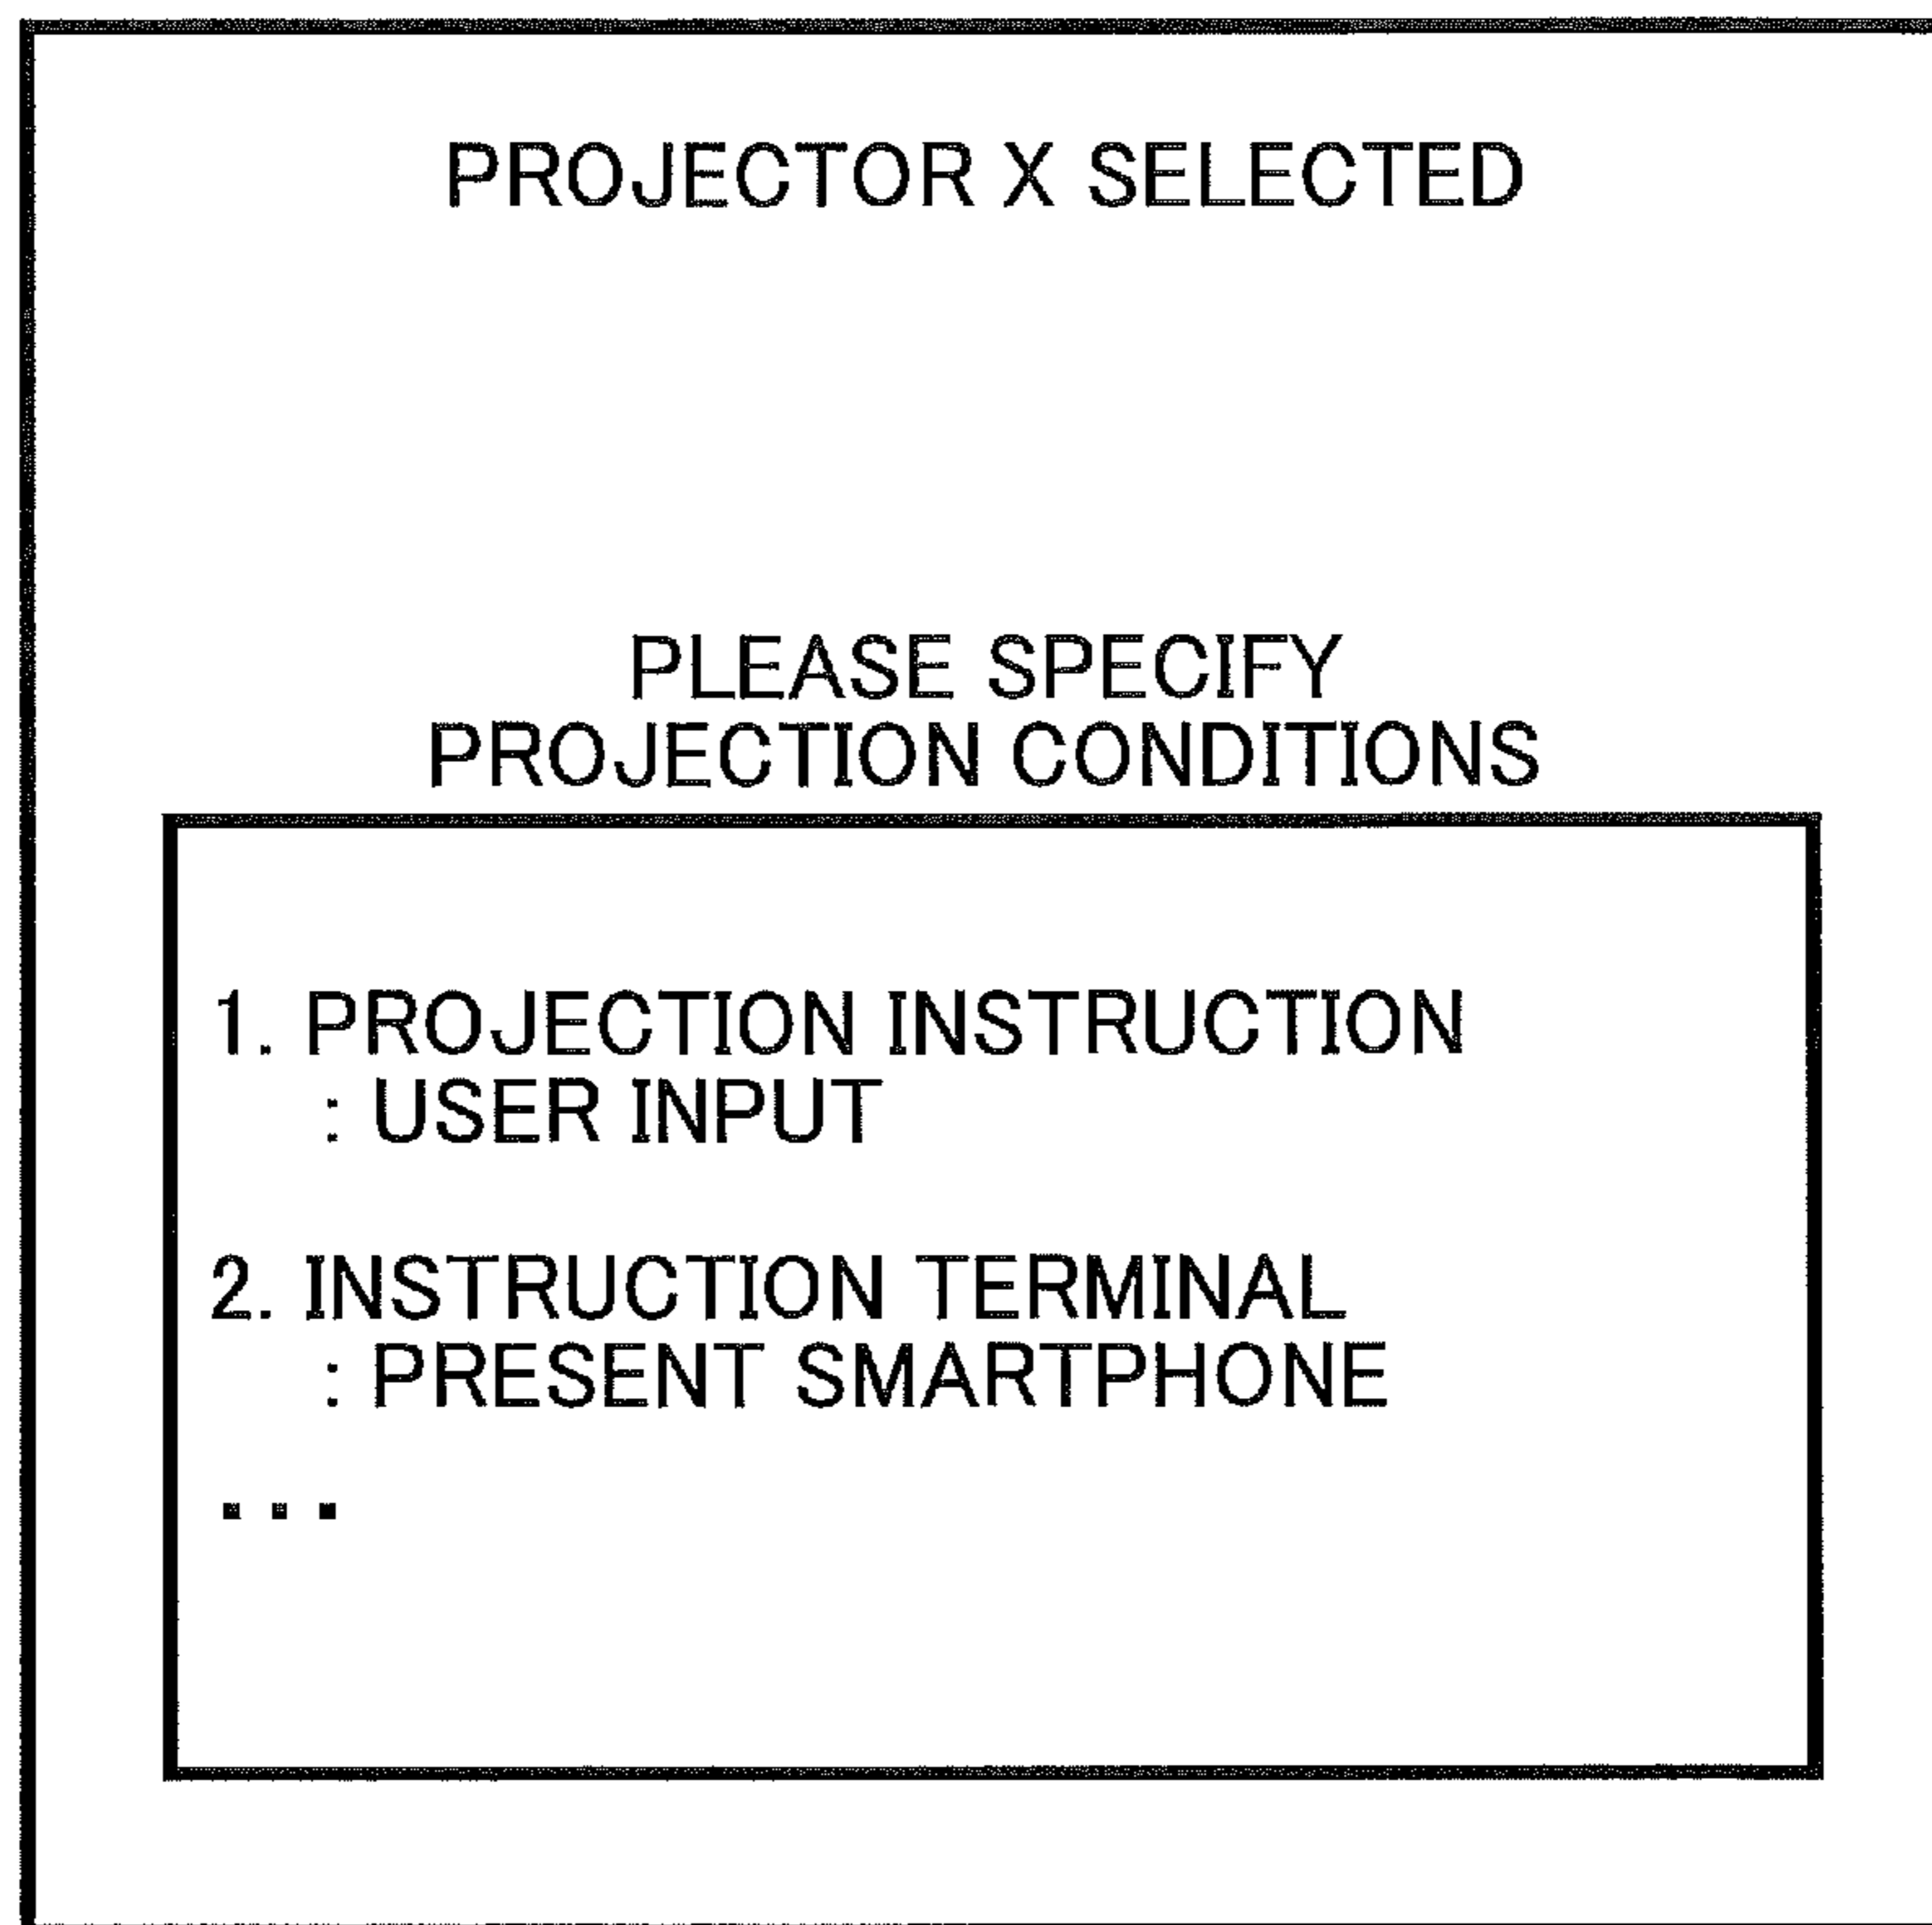 PROJECTOR X SELECTED
PLEASE SPECIFY
PROJECTION CONDITIONS
1. PROJECTION INSTRUCTION
: USER INPUT
2. INSTRUCTION TERMINAL
: PRESENT SMARTPHONE
...